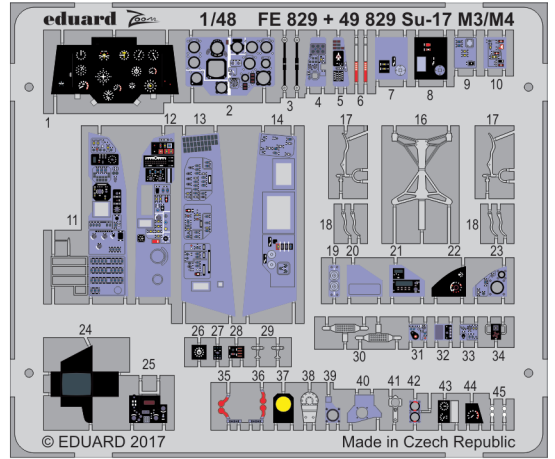 eduard Zoom 1/48 FE 829 + 49 829 Su-17 M3/M4
1 2 3 4 5 6 7 8 9 10
11 12 13 14 17 16 17
18 18
19 20 21 22 23
24 25 26 27 28 29 30 31 32 33 34
35 36 37 38 39 40 41 42 43 44 45
© EDUARD 2017 Made in Czech Republic